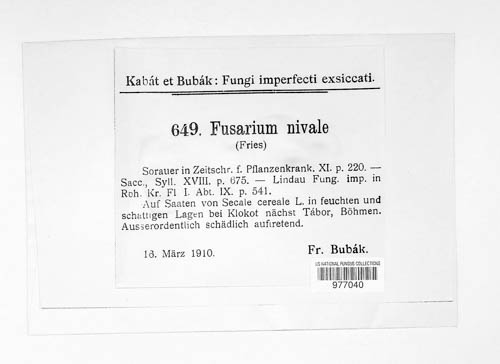 Kabát et Bubák: Fungi imperfecti exsiccati.
649. Fusarium nivale
(Fries)
Sorauer in Zeitschr. f. Pflanzenkrank. XI. p. 220. —
Sacc., Syll. XVIII. p. 675. — Lindau Fung. imp. in
Rbh. Kr. Fl I. Abt. IX. p. 541.
Auf Saaten von Secale cereale L. in feuchten und
schattigen Lagen bei Klokot nächst Tábor, Böhmen.
Ausserordentlich schädlich auftretend.
16. März 1910.
Fr. Bubák.
US NATIONAL FUNGUS COLLECTIONS
977040